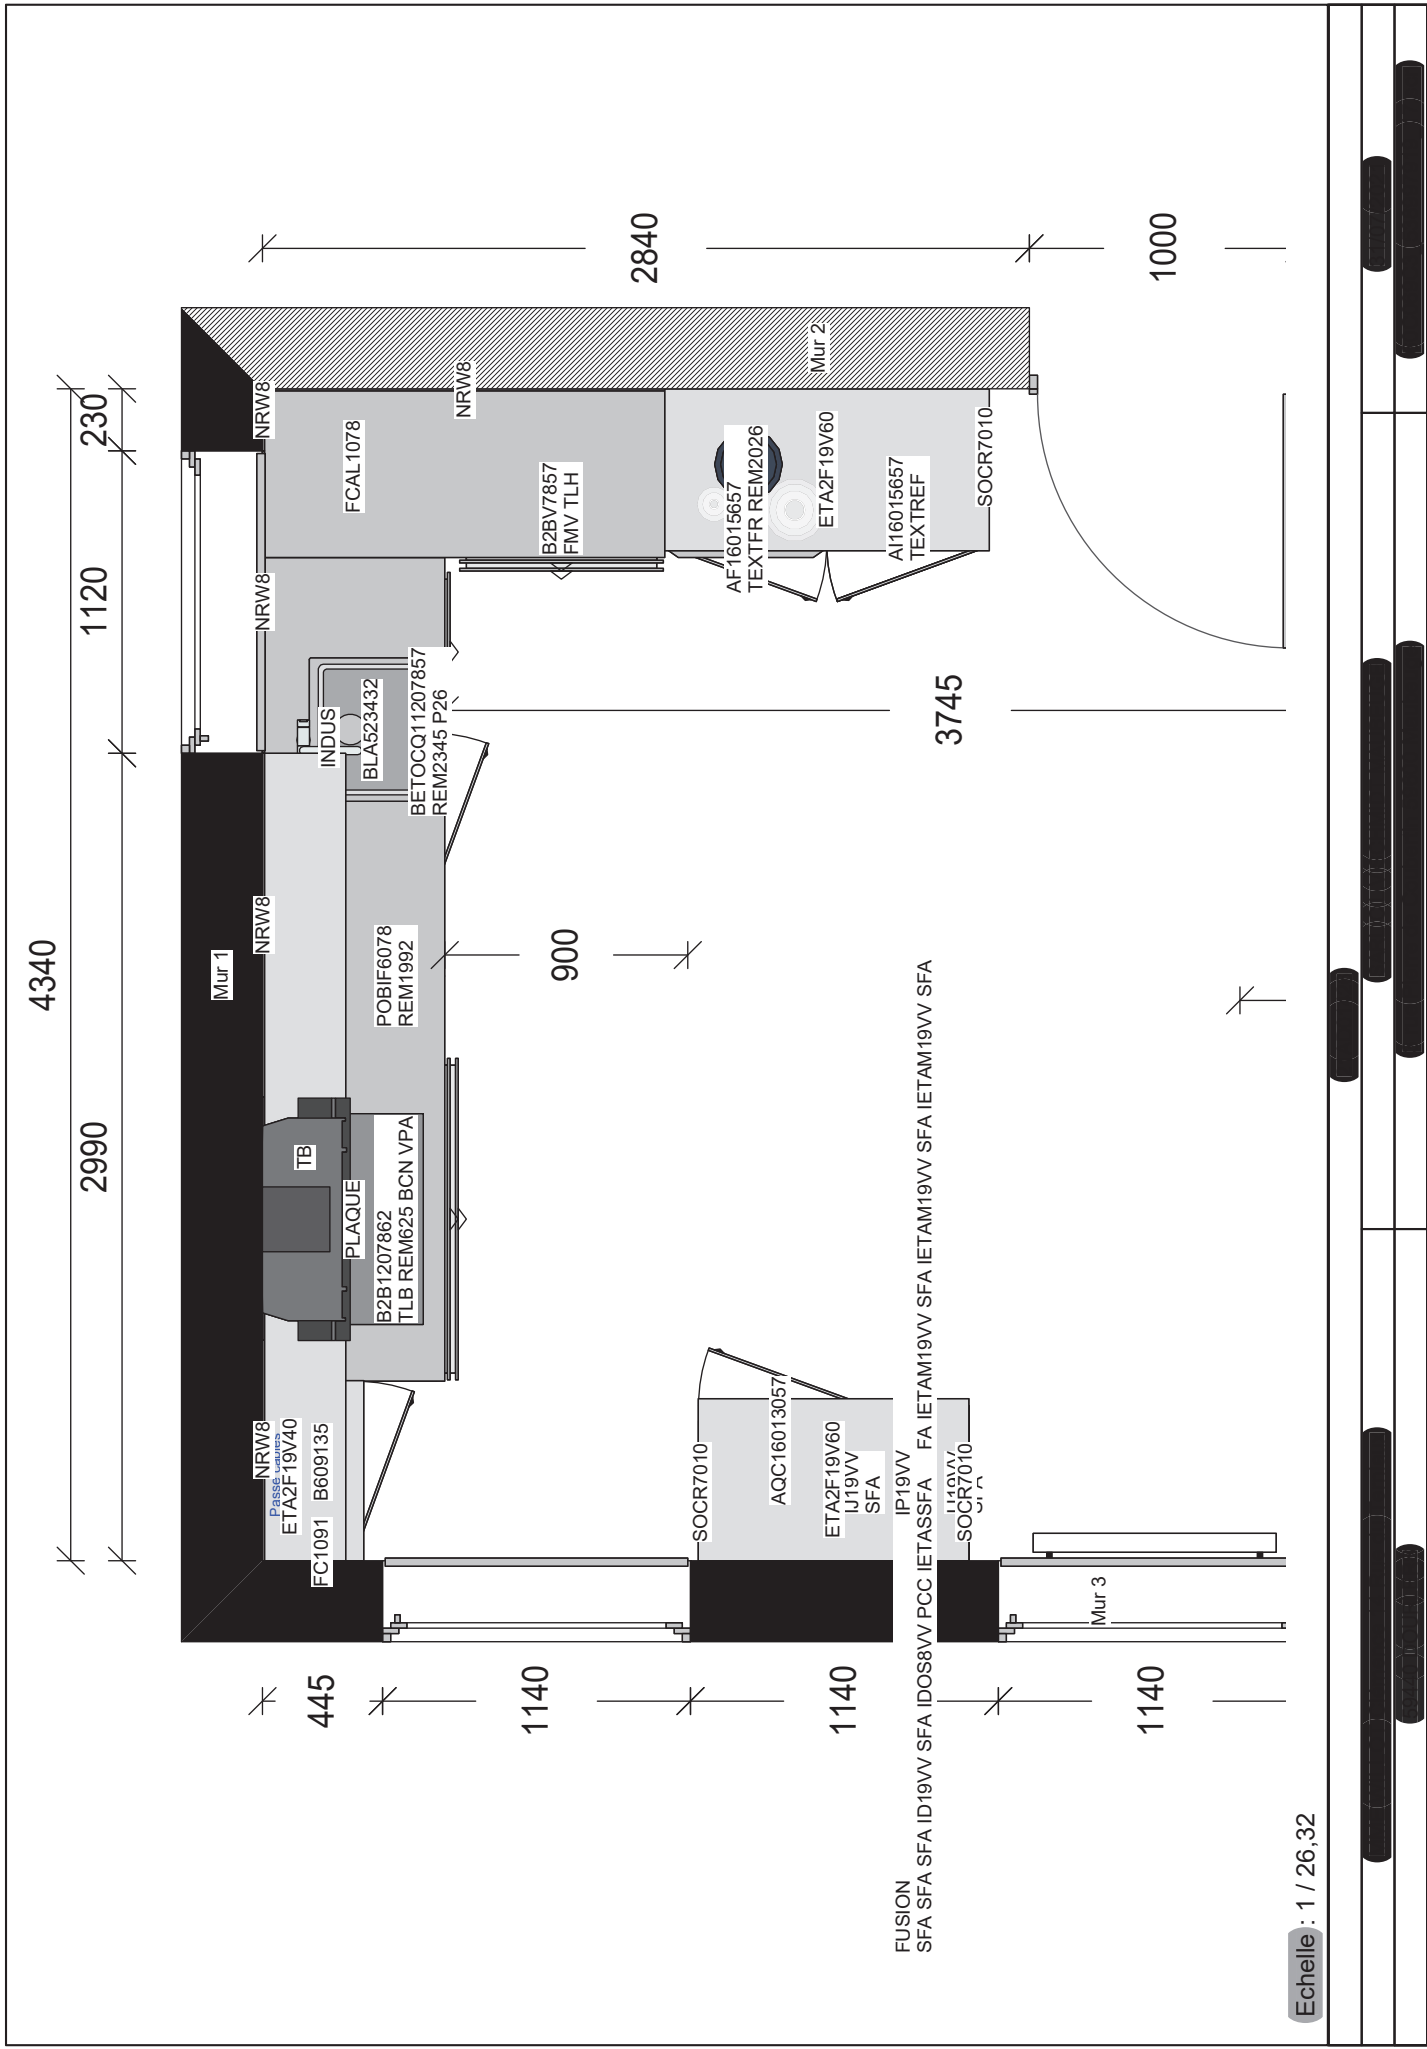 4340
2990
1120
230
2840
1000
Mur 1
NRW8
NRW8
NRW8
NRW8
NRW8
Passe cables
ETA2F19V40
FC1091
B609135
TB
PLAQUE
B2B1207862
TLB REM625 BCN VPA
POBIF6078
REM1992
INDUS
BLA523432
BETOCQ11207857
REM2345 P26
FCAL1078
B2BV7857
FMV TLH
Mur 2
AF16015657
TEXTFR REM2026
ETA2F19V60
AI16015657
TEXTREF
SOCR7010
900
3745
445
1140
1140
1140
SOCR7010
AQC16013057
ETA2F19V60
IJ19VV
SFA
IP19VV
SOCR7010
FUSION
SFA SFA SFA ID19VV SFA IDOS8VV PCC IETASSFA FA IETAM19VV SFA IETAM19VV SFA IETAM19VV SFA
Mur 3
Echelle : 1 / 26,32